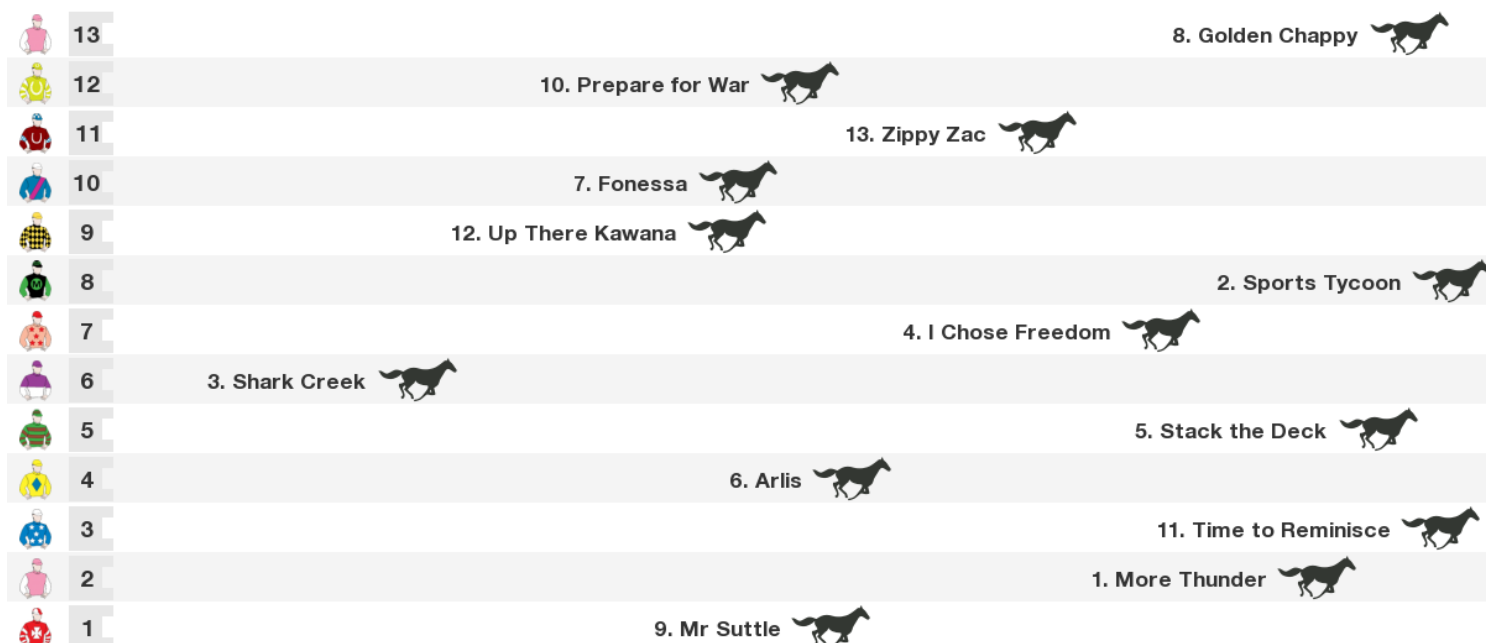 13 8. Golden Chappy
12 10. Prepare for War
11 13. Zippy Zac
10 7. Fonessa
9 12. Up There Kawana
M
8 2. Sports Tycoon
7 4. I Chose Freedom
6 3. Shark Creek
5 5. Stack the Deck
4 6. Arlis
3 11. Time to Reminisce
2 1. More Thunder
1 9. Mr Suttle